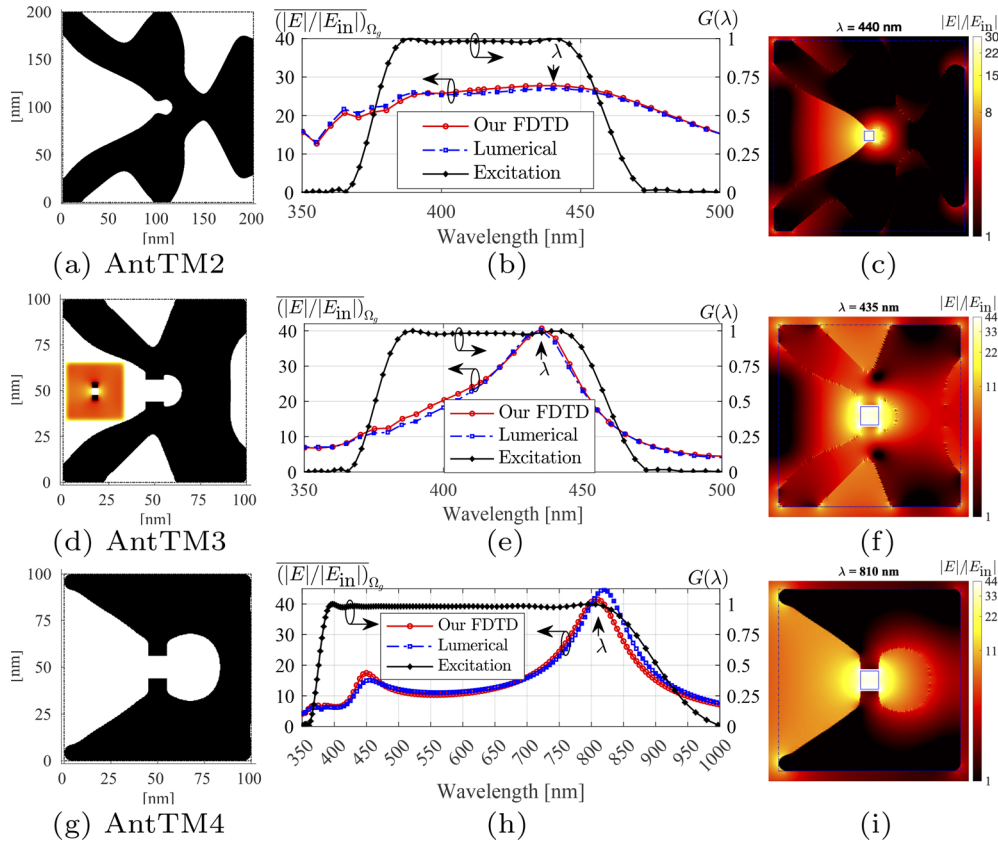 200
150
100
50
0
[nm]
0 50 100 150 200
[nm]
(a) AntTM2
(|E|/|E_in|)_Ω_g
G(λ)
40
30
20
10
0
1
0.75
0.5
0.25
0
λ
Our FDTD
Lumerical
Excitation
350 400 450 500
Wavelength [nm]
(b)
λ = 440 nm
|E|/|E_in|
30
22
15
8
1
(c)
100
75
50
25
0
[nm]
0 25 50 75 100
[nm]
(d) AntTM3
(|E|/|E_in|)_Ω_g
G(λ)
40
30
20
10
0
1
0.75
0.5
0.25
0
λ
Our FDTD
Lumerical
Excitation
350 400 450 500
Wavelength [nm]
(e)
λ = 435 nm
|E|/|E_in|
44
33
22
11
1
(f)
100
50
0
[nm]
0 25 50 75 100
[nm]
(g) AntTM4
(|E|/|E_in|)_Ω_g
G(λ)
40
30
20
10
0
1
0.75
0.5
0.25
0
λ
Our FDTD
Lumerical
Excitation
350 400 450 500 550 600 650 700 750 800 850 900 950 1000
Wavelength [nm]
(h)
λ = 810 nm
|E|/|E_in|
44
33
22
11
1
(i)